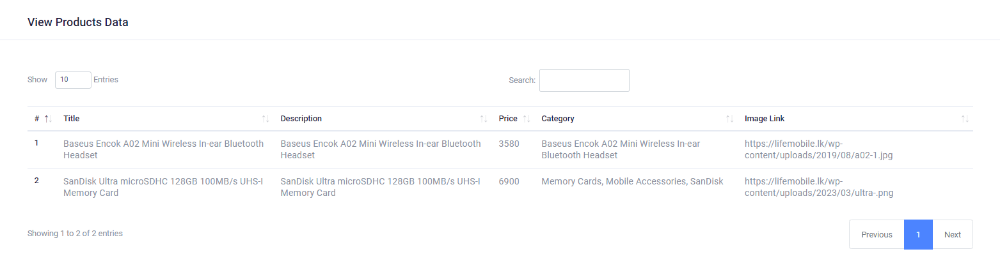 View Products Data
Show 10 Entries Search:
# Title Description Price Category Image Link
1 Baseus Encok A02 Mini Wireless In-ear Bluetooth Baseus Encok A02 Mini Wireless In-ear Bluetooth 3580 Baseus Encok A02 Mini Wireless In-ear https://lifemobile.lk/wp-
Headset Headset Bluetooth Headset content/uploads/2019/08/a02-1.jpg
2 SanDisk Ultra microSDHC 128GB 100MB/s UHS-I SanDisk Ultra microSDHC 128GB 100MB/s UHS-I 6900 Memory Cards, Mobile Accessories, SanDisk https://lifemobile.lk/wp-
Memory Card Memory Card content/uploads/2023/03/ultra-.png
Showing 1 to 2 of 2 entries Previous 1 Next